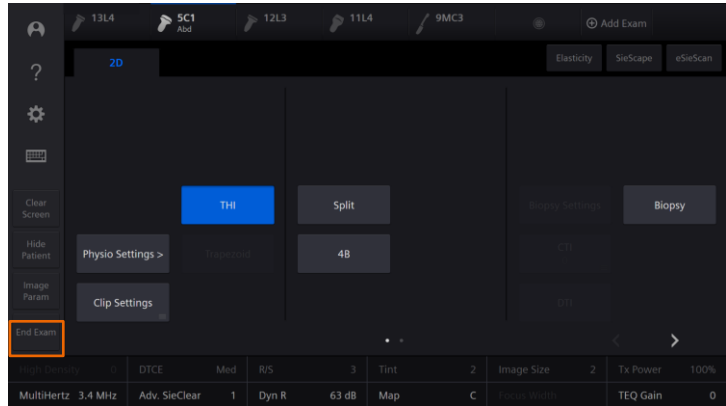 13L4
5C1
Abd
12L3
11L4
9MC3
Add Exam
2D
Elasticity
SieScape
eSieScan
?
THI
Split
Biopsy Settings
Biopsy
Clear
Screen
Hide
Patient
Physio Settings >
Trapezoid
4B
CTI
Image
Param
Clip Settings
DTI
End Exam
< >
High Density 0 DTCE Med R/S 3 Tint 2 Image Size 2 Tx Power 100%
MultiHertz 3.4 MHz Adv. SieClear 1 Dyn R 63 dB Map C Focus Width TEQ Gain 0